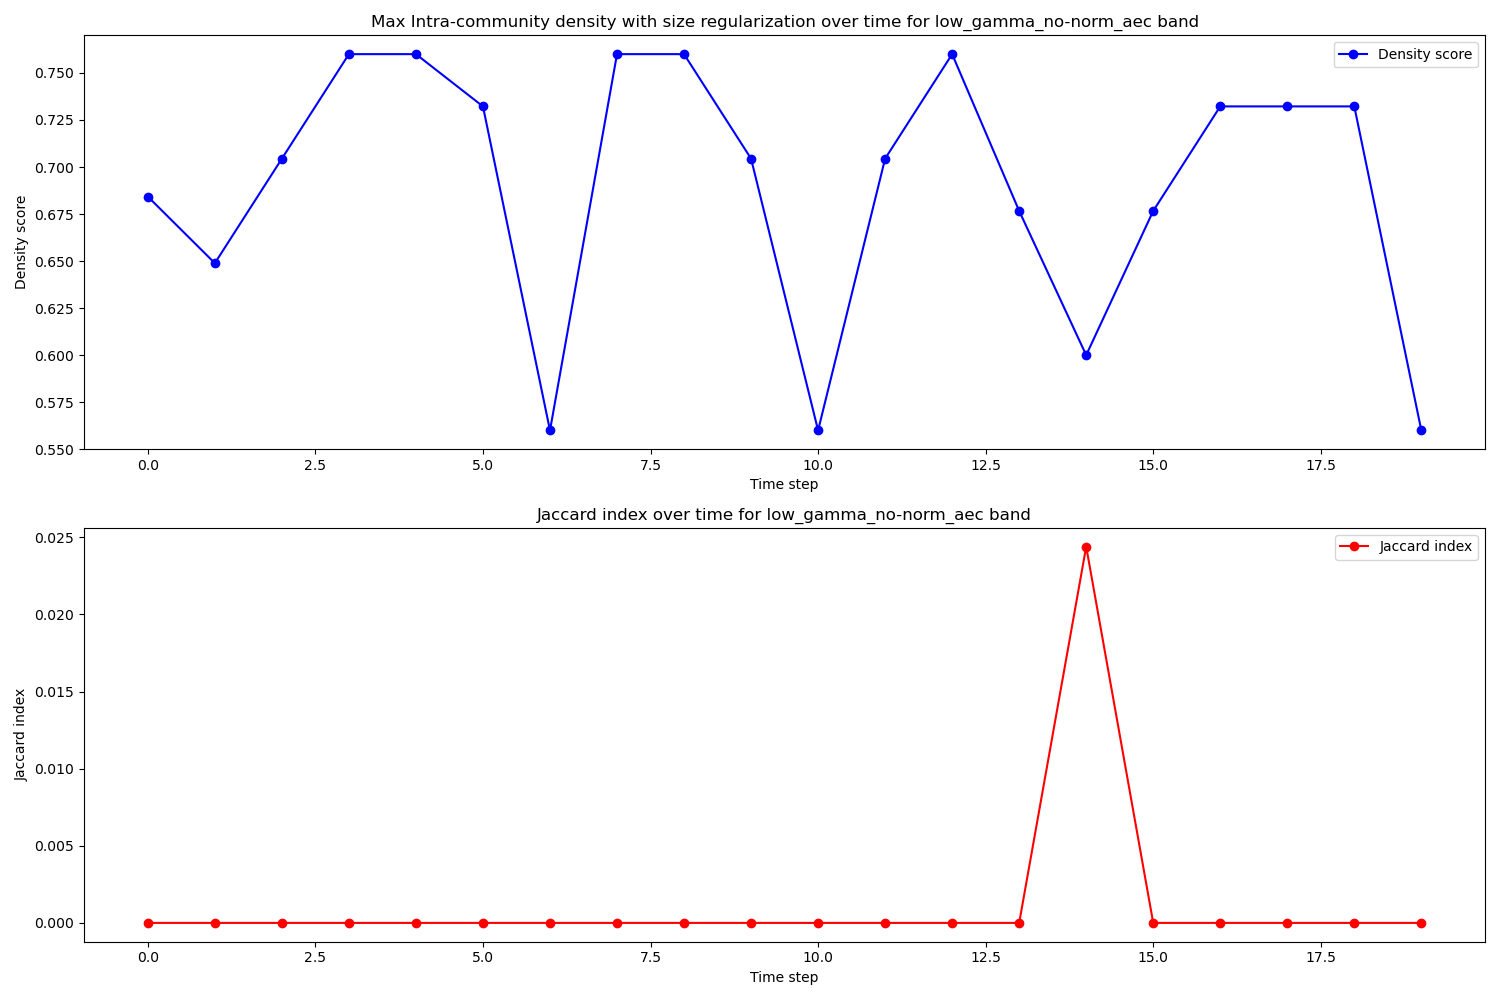 Max Intra-community density with size regularization over time for low_gamma_no-norm_aec band
Density score
0.750
0.725
0.700
0.675
0.650
0.625
0.600
0.575
0.550
Density score
0.0 2.5 5.0 7.5 10.0 12.5 15.0 17.5
Time step
Jaccard index over time for low_gamma_no-norm_aec band
Jaccard index
0.025
0.020
0.015
0.010
0.005
0.000
Jaccard index
0.0 2.5 5.0 7.5 10.0 12.5 15.0 17.5
Time step